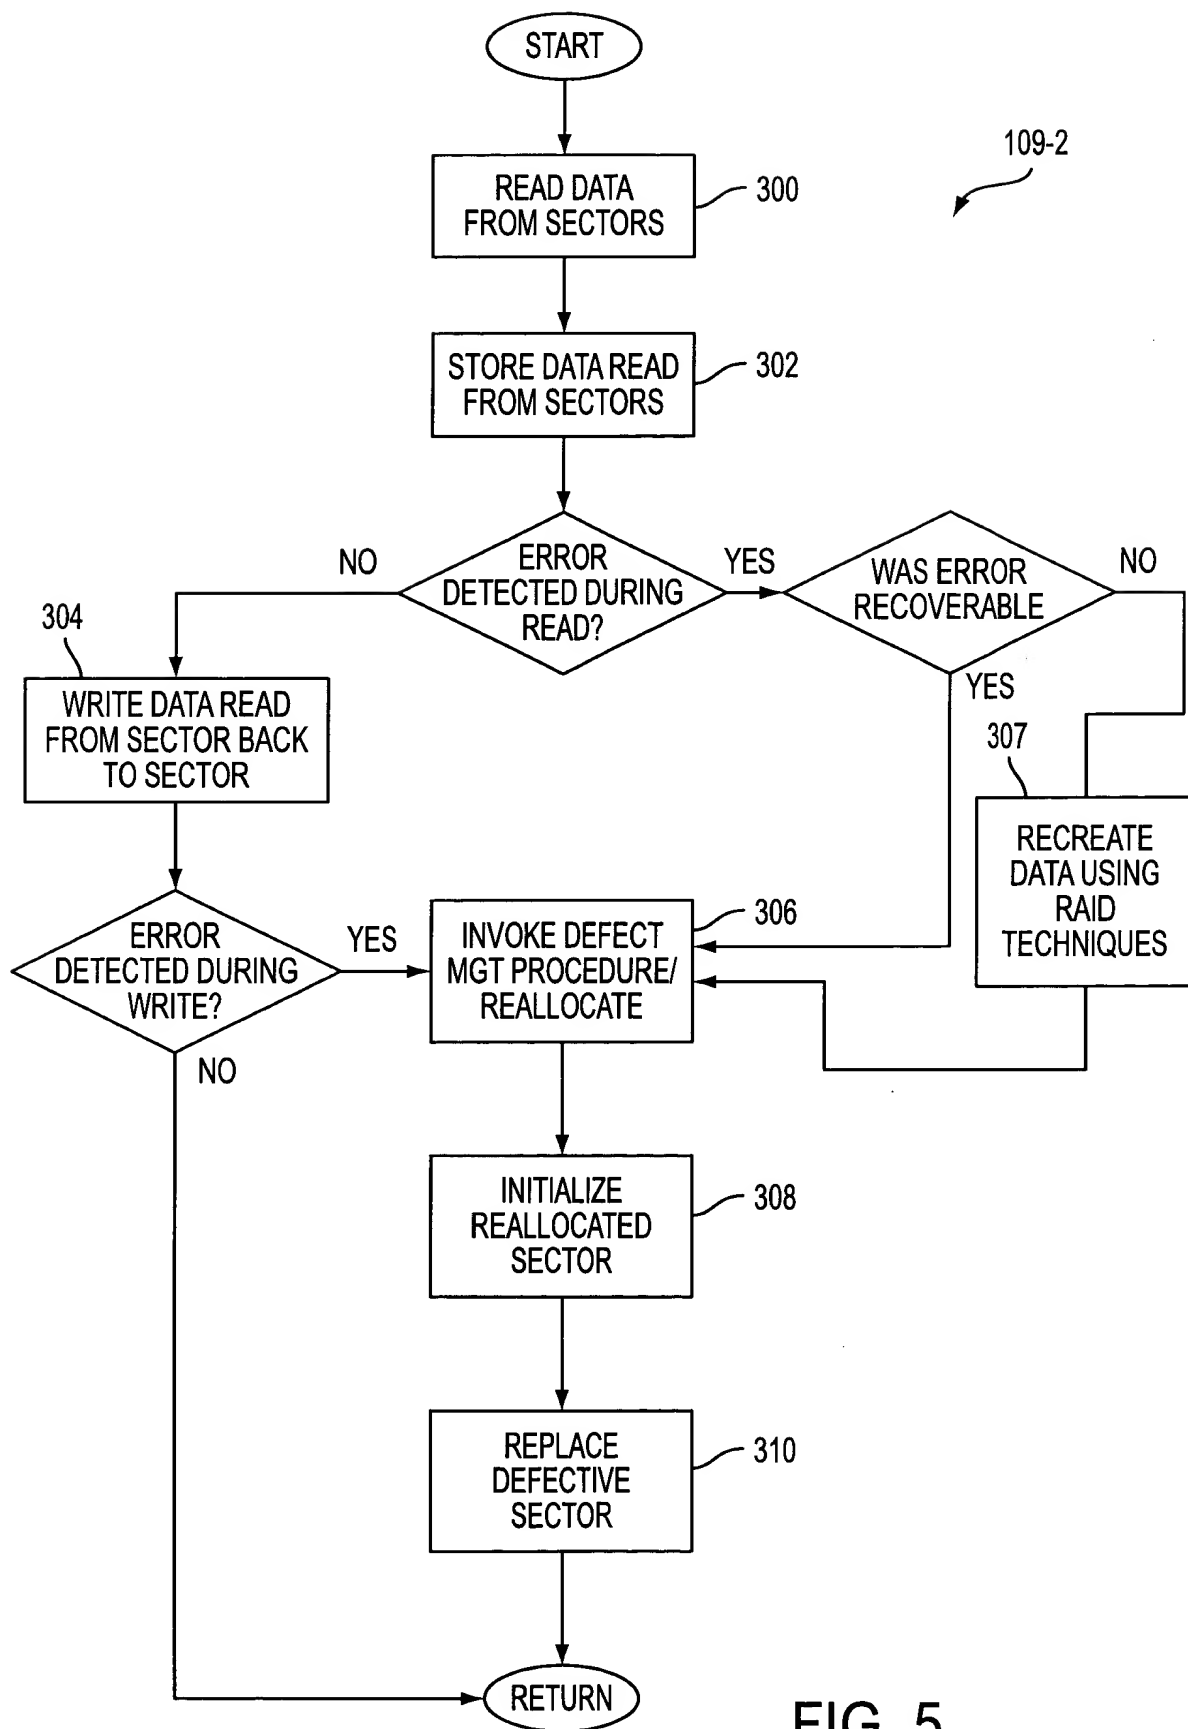 START
109-2
READ DATA
FROM SECTORS
300
STORE DATA READ
FROM SECTORS
302
NO
ERROR
DETECTED DURING
READ?
YES
WAS ERROR
RECOVERABLE
NO
304
WRITE DATA READ
FROM SECTOR BACK
TO SECTOR
YES
307
RECREATE
DATA USING
RAID
TECHNIQUES
ERROR
DETECTED DURING
WRITE?
YES
NO
INVOKE DEFECT
MGT PROCEDURE/
REALLOCATE
306
INITIALIZE
REALLOCATED
SECTOR
308
REPLACE
DEFECTIVE
SECTOR
310
RETURN
FIG. 5